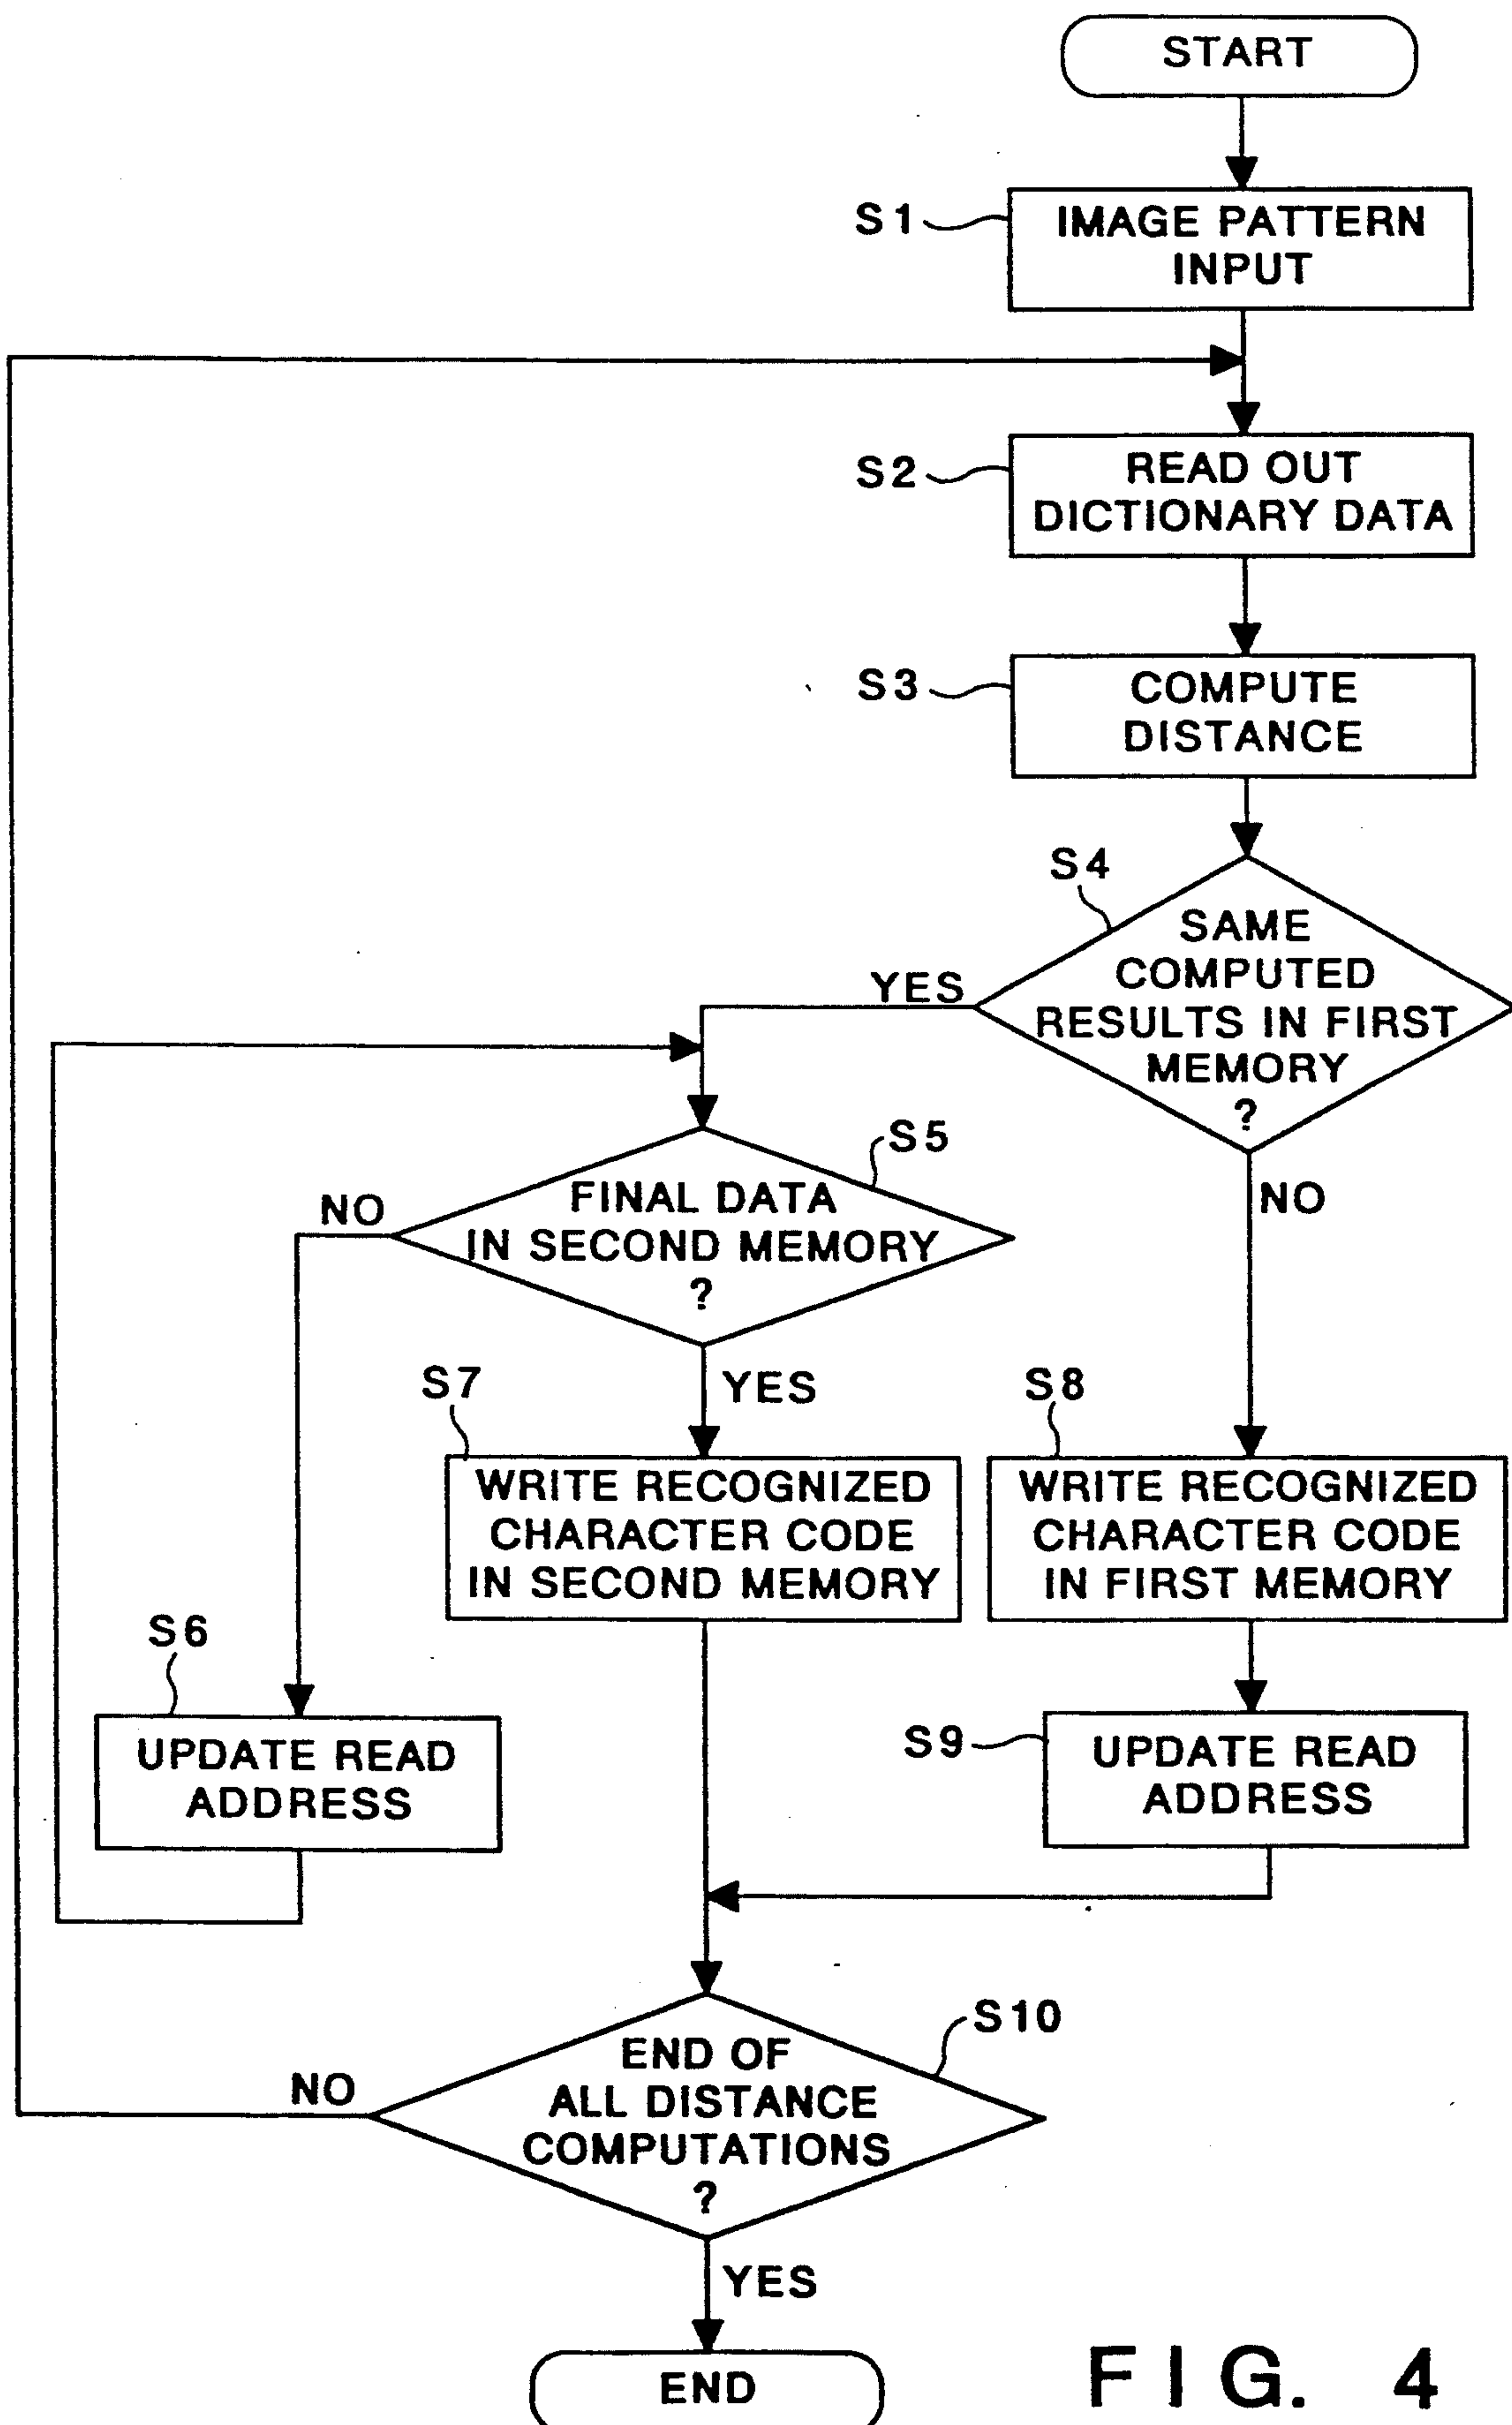 START
S1
IMAGE PATTERN
INPUT
S2
READ OUT
DICTIONARY DATA
S3
COMPUTE
DISTANCE
S4
SAME
COMPUTED
RESULTS IN FIRST
MEMORY
?
YES
NO
S5
FINAL DATA
IN SECOND MEMORY
?
NO
YES
S7
WRITE RECOGNIZED
CHARACTER CODE
IN SECOND MEMORY
S8
WRITE RECOGNIZED
CHARACTER CODE
IN FIRST MEMORY
S6
UPDATE READ
ADDRESS
S9
UPDATE READ
ADDRESS
S10
END OF
ALL DISTANCE
COMPUTATIONS
?
NO
YES
END
FIG. 4